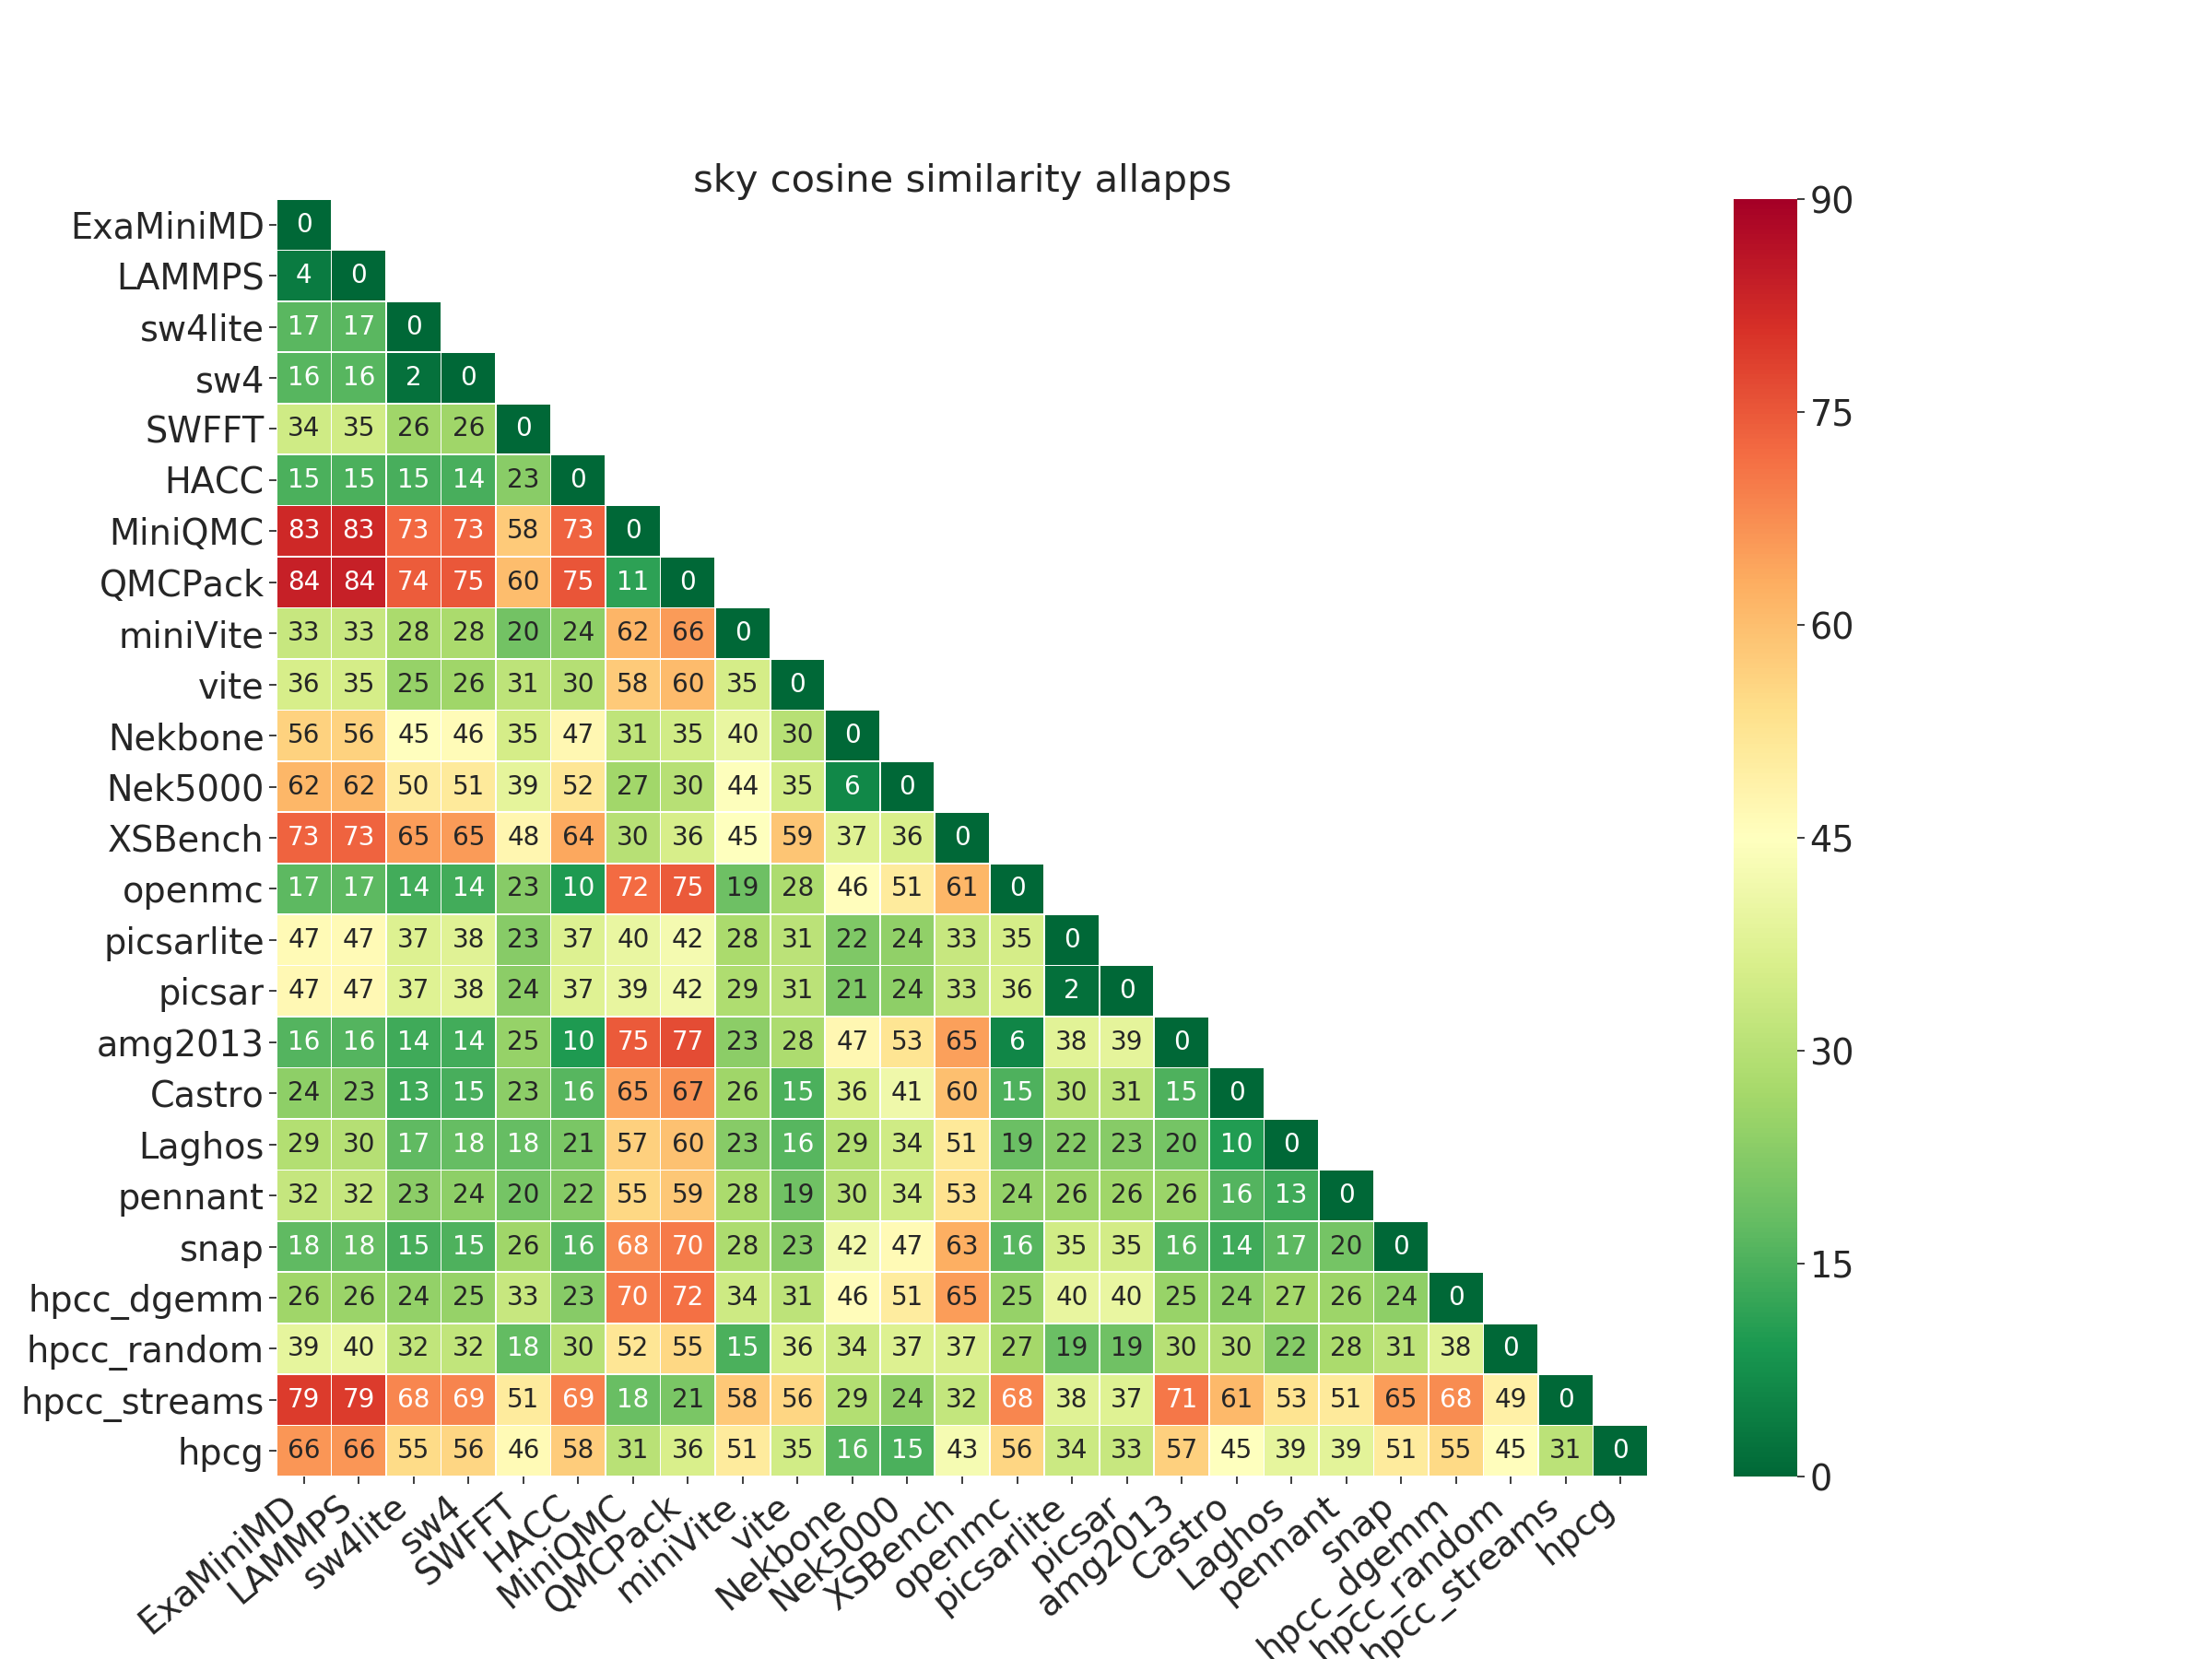 sky cosine similarity allapps
ExaMiniMD 0
LAMMPS 4 0
sw4lite 17 17 0
sw4 16 16 2 0
SWFFT 34 35 26 26 0
HACC 15 15 15 14 23 0
MiniQMC 83 83 73 73 58 73 0
QMCPack 84 84 74 75 60 75 11 0
miniVite 33 33 28 28 20 24 62 66 0
vite 36 35 25 26 31 30 58 60 35 0
Nekbone 56 56 45 46 35 47 31 35 40 30 0
Nek5000 62 62 50 51 39 52 27 30 44 35 6 0
XSBench 73 73 65 65 48 64 30 36 45 59 37 36 0
openmc 17 17 14 14 23 10 72 75 19 28 46 51 61 0
picsarlite 47 47 37 38 23 37 40 42 28 31 22 24 33 35 0
picsar 47 47 37 38 24 37 39 42 29 31 21 24 33 36 2 0
amg2013 16 16 14 14 25 10 75 77 23 28 47 53 65 6 38 39 0
Castro 24 23 13 15 23 16 65 67 26 15 36 41 60 15 30 31 15 0
Laghos 29 30 17 18 18 21 57 60 23 16 29 34 51 19 22 23 20 10 0
pennant 32 32 23 24 20 22 55 59 28 19 30 34 53 24 26 26 26 16 13 0
snap 18 18 15 15 26 16 68 70 28 23 42 47 63 16 35 35 16 14 17 20 0
hpcc_dgemm 26 26 24 25 33 23 70 72 34 31 46 51 65 25 40 40 25 24 27 26 24 0
hpcc_random 39 40 32 32 18 30 52 55 15 36 34 37 37 27 19 19 30 30 22 28 31 38 0
hpcc_streams 79 79 68 69 51 69 18 21 58 56 29 24 32 68 38 37 71 61 53 51 65 68 49 0
hpcg 66 66 55 56 46 58 31 36 51 35 16 15 43 56 34 33 57 45 39 39 51 55 45 31 0
ExaMiniMD
LAMMPS
sw4lite
sw4
SWFFT
HACC
MiniQMC
QMCPack
miniVite
vite
Nekbone
Nek5000
XSBench
openmc
picsarlite
picsar
amg2013
Castro
Laghos
pennant
snap
hpcc_dgemm
hpcc_random
hpcc_streams
hpcg
90
75
60
45
30
15
0